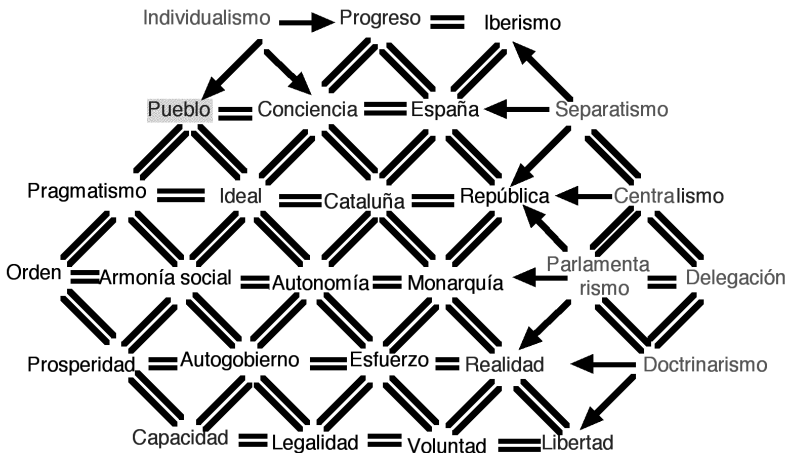 Individualismo
Progreso
Iberismo
Pueblo
Conciencia
España
Separatismo
Pragmatismo
Ideal
Cataluña
República
Centralismo
Orden
Armonía social
Autonomía
Monarquía
Parlamenta
rismo
Delegación
Prosperidad
Autogobierno
Esfuerzo
Realidad
Doctrinarismo
Capacidad
Legalidad
Voluntad
Libertad